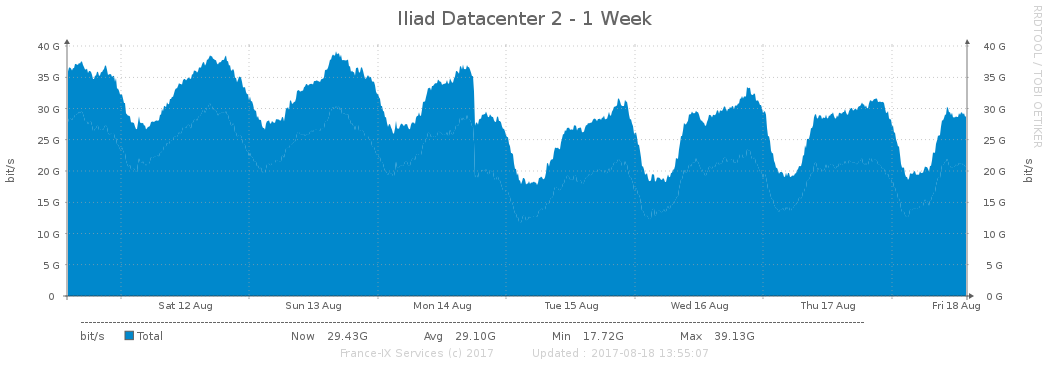 Iliad Datacenter 2 - 1 Week
RRDTOOL / TOBI OETIKER
40 G 40 G
35 G 35 G
30 G 30 G
25 G 25 G
20 G 20 G
15 G 15 G
10 G 10 G
5 G 5 G
0 0 G
bit/s bit/s
Sat 12 Aug Sun 13 Aug Mon 14 Aug Tue 15 Aug Wed 16 Aug Thu 17 Aug Fri 18 Aug
bit/s Total Now 29.43G Avg 29.10G Min 17.72G Max 39.13G
France-IX Services (c) 2017 Updated : 2017-08-18 13:55:07